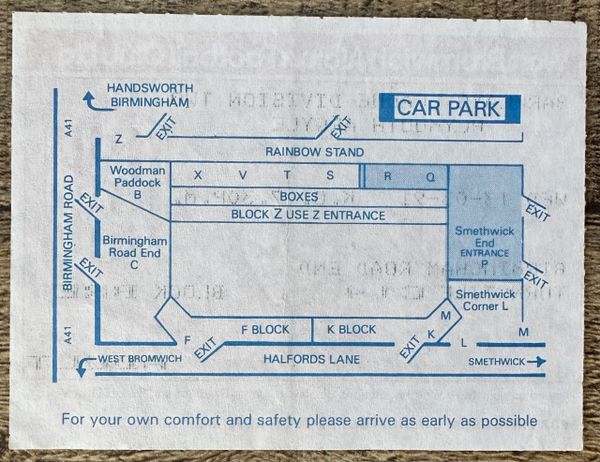 HANDSWORTH
BIRMINGHAM
CAR PARK
A41
Z
EXIT
EXIT
RAINBOW STAND
Woodman
Paddock
B
X V T S R Q
BOXES
BLOCK Z USE Z ENTRANCE
BIRMINGHAM ROAD
EXIT
EXIT
EXIT
Birmingham
Road End
C
Smethwick
End
ENTRANCE
P
EXIT
Smethwick
Corner L
M
A41
F
EXIT
F BLOCK
K BLOCK
EXIT
K
L
M
WEST BROMWICH
HALFORDS LANE
SMETHWICK
For your own comfort and safety please arrive as early as possible